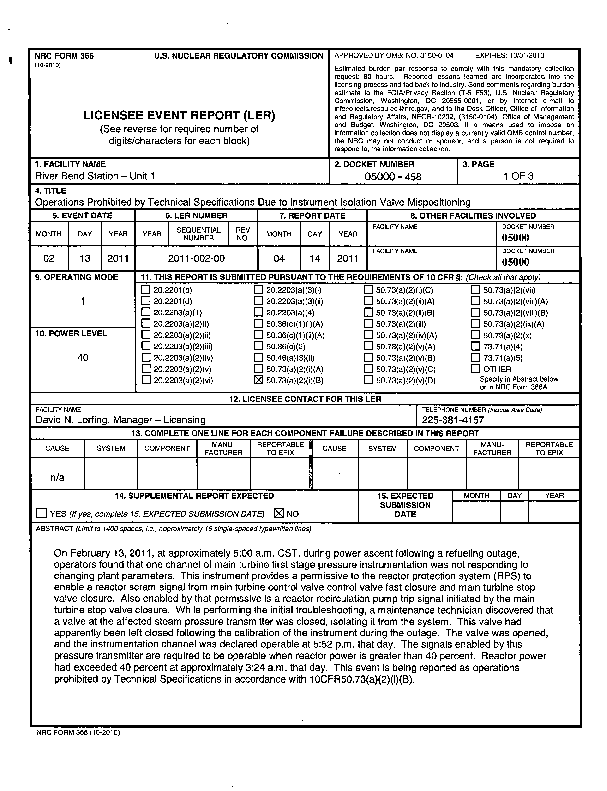 NRC FORM 366 U.S. NUCLEAR REGULATORY COMMISSION
(10-2010)
LICENSEE EVENT REPORT (LER)
(See reverse for required number of
digits/characters for each block)
APPROVED BY OMB: NO. 3150-0104 EXPIRES: 10/31/2013
Estimated burden per response to comply with this mandatory collection
request: 80 hours. Reported lessons learned are incorporated into the
licensing process and fed back to industry. Send comments regarding burden
estimate to the FOIA/Privacy Section (T-5 F53), U.S. Nuclear Regulatory
Commission, Washington, DC 20555-0001, or by internet e-mail to
infocollects.resource@nrc.gov, and to the Desk Officer, Office of Information
and Regulatory Affairs, NEOB-10202, (3150-0104), Office of Management
and Budget, Washington, DC 20503. If a means used to impose an
information collection does not display a currently valid OMB control number,
the NRC may not conduct or sponsor, and a person is not required to
respond to, the information collection.
1. FACILITY NAME
River Bend Station – Unit 1
2. DOCKET NUMBER
05000 - 458
3. PAGE
1 OF 3
4. TITLE
Operations Prohibited by Technical Specifications Due to Instrument Isolation Valve Mispositioning
5. EVENT DATE 6. LER NUMBER 7. REPORT DATE 8. OTHER FACILITIES INVOLVED
MONTH DAY YEAR YEAR SEQUENTIAL NUMBER REV NO. MONTH DAY YEAR
FACILITY NAME DOCKET NUMBER
05000
02 13 2011 2011-002-00 04 14 2011
FACILITY NAME DOCKET NUMBER
05000
9. OPERATING MODE
1
10. POWER LEVEL
40
11. THIS REPORT IS SUBMITTED PURSUANT TO THE REQUIREMENTS OF 10 CFR §: (Check all that apply)
☐ 20.2201(b) ☐ 20.2203(a)(3)(i) ☐ 50.73(a)(2)(i)(C) ☐ 50.73(a)(2)(vii)
☐ 20.2201(d) ☐ 20.2203(a)(3)(ii) ☐ 50.73(a)(2)(ii)(A) ☐ 50.73(a)(2)(viii)(A)
☐ 20.2203(a)(1) ☐ 20.2203(a)(4) ☐ 50.73(a)(2)(ii)(B) ☐ 50.73(a)(2)(viii)(B)
☐ 20.2203(a)(2)(i) ☐ 50.36(c)(1)(i)(A) ☐ 50.73(a)(2)(iii) ☐ 50.73(a)(2)(ix)(A)
☐ 20.2203(a)(2)(ii) ☐ 50.36(c)(1)(ii)(A) ☐ 50.73(a)(2)(iv)(A) ☐ 50.73(a)(2)(x)
☐ 20.2203(a)(2)(iii) ☐ 50.36(c)(2) ☐ 50.73(a)(2)(v)(A) ☐ 73.71(a)(4)
☐ 20.2203(a)(2)(iv) ☐ 50.46(a)(3)(ii) ☐ 50.73(a)(2)(v)(B) ☐ 73.71(a)(5)
☐ 20.2203(a)(2)(v) ☐ 50.73(a)(2)(i)(A) ☐ 50.73(a)(2)(v)(C) ☐ OTHER
☐ 20.2203(a)(2)(vi) ☒ 50.73(a)(2)(i)(B) ☐ 50.73(a)(2)(v)(D) Specify in Abstract below
or in NRC Form 366A
12. LICENSEE CONTACT FOR THIS LER
FACILITY NAME
David N. Lorfing, Manager – Licensing
TELEPHONE NUMBER (Include Area Code)
225-381-4157
13. COMPLETE ONE LINE FOR EACH COMPONENT FAILURE DESCRIBED IN THIS REPORT
CAUSE SYSTEM COMPONENT MANU-FACTURER REPORTABLE TO EPIX CAUSE SYSTEM COMPONENT MANU-FACTURER REPORTABLE TO EPIX
n/a
14. SUPPLEMENTAL REPORT EXPECTED
☐ YES (If yes, complete 15. EXPECTED SUBMISSION DATE) ☒ NO
15. EXPECTED SUBMISSION DATE
MONTH DAY YEAR
ABSTRACT (Limit to 1400 spaces, i.e., approximately 15 single-spaced typewritten lines)
On February 13, 2011, at approximately 5:00 a.m. CST, during power ascent following a refueling outage,
operators found that one channel of main turbine first stage pressure instrumentation was not responding to
changing plant parameters. This instrument provides a permissive to the reactor protection system (RPS) to
enable a reactor scram signal from main turbine control valve control valve fast closure and main turbine stop
valve closure. Also enabled by that permissive is a reactor recirculation pump trip signal initiated by the main
turbine stop valve closure. While performing the initial troubleshooting, a maintenance technician discovered that
a valve at the affected steam pressure transmitter was closed, isolating it from the system. This valve had
apparently been left closed following the calibration of the instrument during the outage. The valve was opened,
and the instrumentation channel was declared operable at 5:52 p.m. that day. The signals enabled by this
pressure transmitter are required to be operable when reactor power is greater than 40 percent. Reactor power
had exceeded 40 percent at approximately 3:24 a.m. that day. This event is being reported as operations
prohibited by Technical Specifications in accordance with 10CFR50.73(a)(2)(i)(B).
NRC FORM 366 (10-2010)